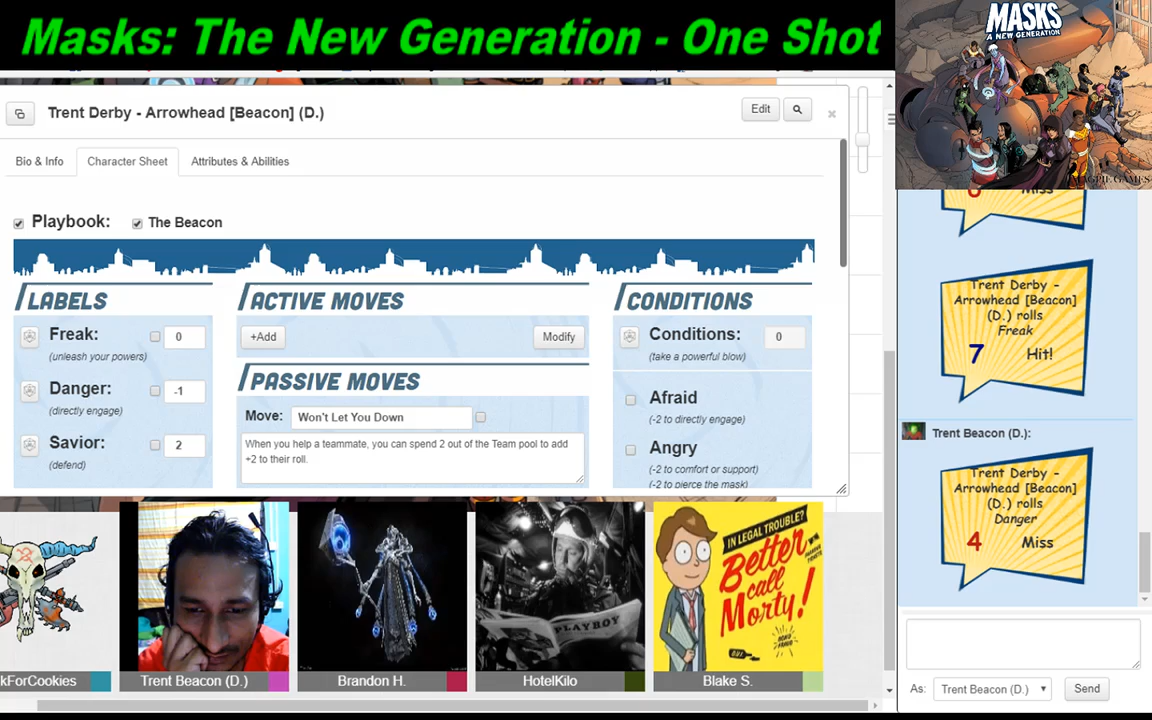 Masks: The New Generation - One Shot
MASKS
A NEW GENERATION
MAGPIE GAMES
Trent Derby - Arrowhead [Beacon] (D.)
Edit
Bio & Info
Character Sheet
Attributes & Abilities
Playbook:
The Beacon
LABELS
Freak:
0
(unleash your powers)
Danger:
-1
(directly engage)
Savior:
2
(defend)
ACTIVE MOVES
+Add
Modify
PASSIVE MOVES
Move:
Won't Let You Down
When you help a teammate, you can spend 2 out of the Team pool to add
+2 to their roll.
CONDITIONS
Conditions:
0
(take a powerful blow)
Afraid
(-2 to directly engage)
Angry
(-2 to comfort or support)
(-2 to pierce the mask)
Miss
Trent Derby -
Arrowhead [Beacon]
(D.) rolls
Freak
7 Hit!
Trent Beacon (D.):
Trent Derby -
Arrowhead [Beacon]
(D.) rolls
Danger
4 Miss
As:
Trent Beacon (D.)
Send
PLAYBOY
IN LEGAL TROUBLE?
Better
call
Morty!
kForCookies
Trent Beacon (D.)
Brandon H.
HotelKilo
Blake S.